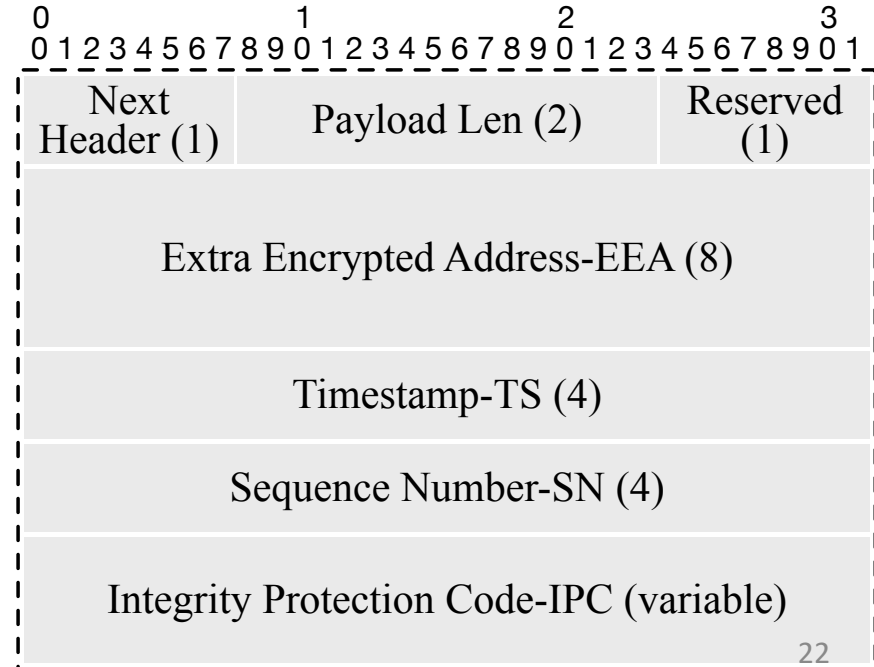 0 1 2 3
0 1 2 3 4 5 6 7 8 9 0 1 2 3 4 5 6 7 8 9 0 1 2 3 4 5 6 7 8 9 0 1
Next
Header (1)
Payload Len (2)
Reserved
(1)
Extra Encrypted Address-EEA (8)
Timestamp-TS (4)
Sequence Number-SN (4)
Integrity Protection Code-IPC (variable)
22